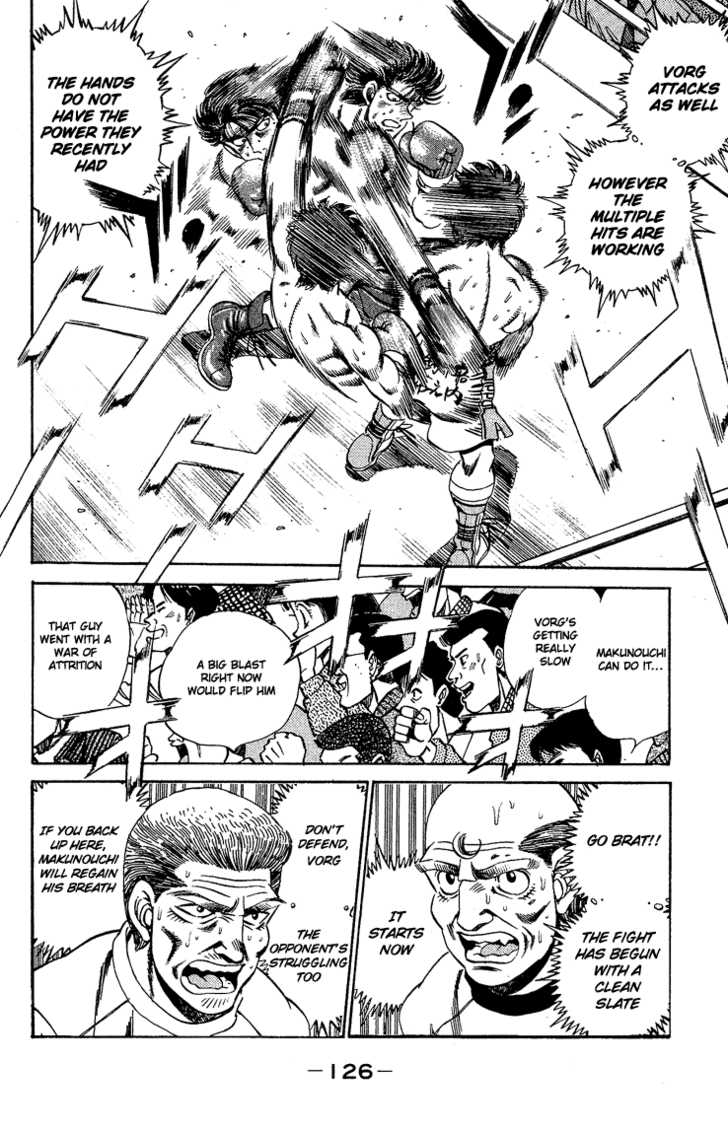 VORG
ATTACKS
AS WELL
HOWEVER
THE
MULTIPLE
HITS ARE
WORKING
THE HANDS
DO NOT
HAVE THE
POWER THEY
RECENTLY
HAD
MAKUNOUCHI
CAN DO IT...
VORG'S
GETTING
REALLY
SLOW
A BIG BLAST
RIGHT NOW
WOULD FLIP HIM
THAT GUY
WENT WITH A
WAR OF
ATTRITION
GO BRAT!!
THE FIGHT
HAS BEGUN
WITH A
CLEAN
SLATE
IT
STARTS
NOW
DON'T
DEFEND,
VORG
THE
OPPONENT'S
STRUGGLING
TOO
IF YOU BACK
UP HERE,
MAKUNOUCHI
WILL REGAIN
HIS BREATH
—126—